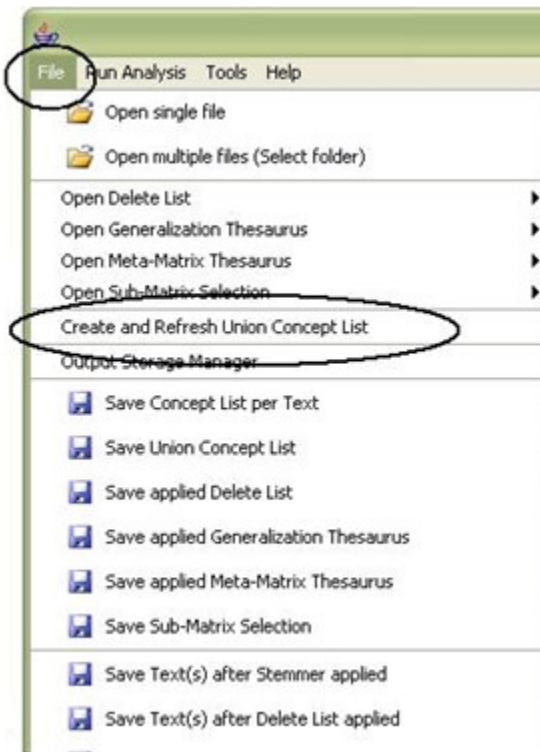 File Run Analysis Tools Help
Open single file
Open multiple files (Select folder)
Open Delete List
Open Generalization Thesaurus
Open Meta-Matrix Thesaurus
Open Sub-Matrix Selection
Create and Refresh Union Concept List
Output Storage Manager
Save Concept List per Text
Save Union Concept List
Save applied Delete List
Save applied Generalization Thesaurus
Save applied Meta-Matrix Thesaurus
Save Sub-Matrix Selection
Save Text(s) after Stemmer applied
Save Text(s) after Delete List applied